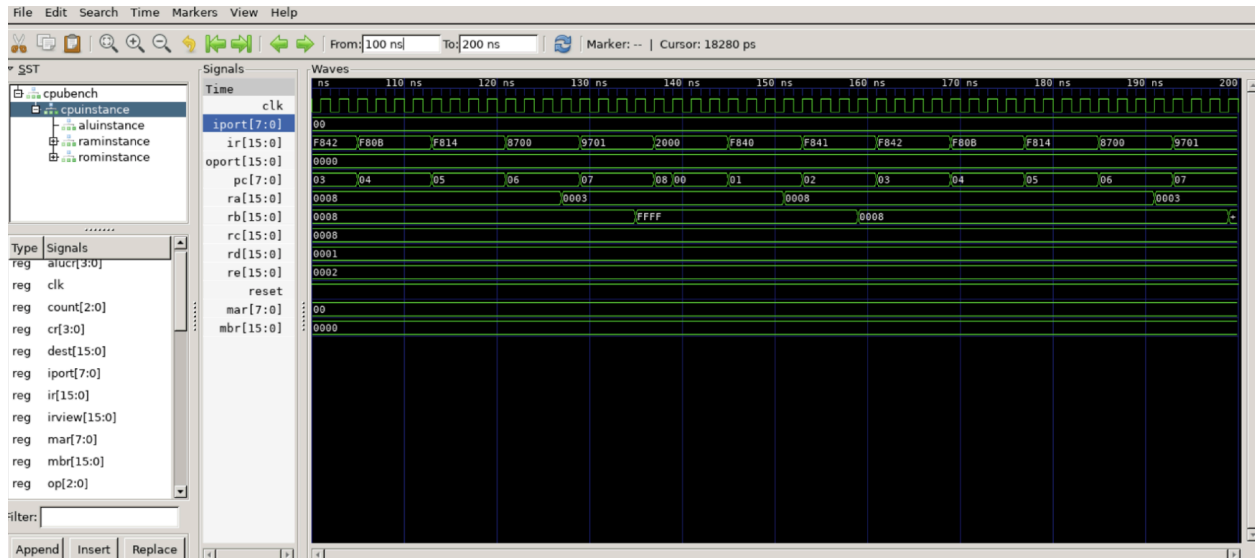 File Edit Search Time Markers View Help
From: 100 ns To: 200 ns Marker: -- | Cursor: 18280 ps
SST
cpubench
cpuinstance
aluinstance
raminstance
rominstance
Type Signals
reg alucr[3:0]
reg clk
reg count[2:0]
reg cr[3:0]
reg dest[15:0]
reg iport[7:0]
reg ir[15:0]
reg irview[15:0]
reg mar[7:0]
reg mbr[15:0]
reg op[2:0]
Filter:
Append Insert Replace
Signals
Time
clk
iport[7:0]
ir[15:0]
oport[15:0]
pc[7:0]
ra[15:0]
rb[15:0]
rc[15:0]
rd[15:0]
re[15:0]
reset
mar[7:0]
mbr[15:0]
Waves
ns 110 ns 120 ns 130 ns 140 ns 150 ns 160 ns 170 ns 180 ns 190 ns 200
00
F842 F80B F814 8700 9701 2000 F840 F841 F842 F80B F814 8700 9701
0000
03 04 05 06 07 08 00 01 02 03 04 05 06 07
0008 0003 0008 0003
0008 FFFF 0008 +
0008
0001
0002
00
0000